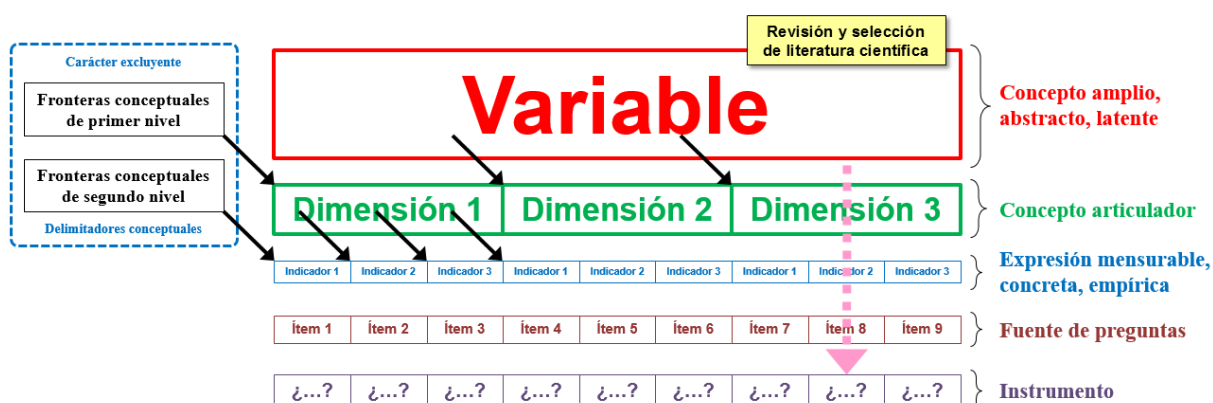 Revisión y selección
de literatura científica
Carácter excluyente
Fronteras conceptuales
de primer nivel
Fronteras conceptuales
de segundo nivel
Delimitadores conceptuales
Variable
Concepto amplio,
abstracto, latente
Dimensión 1 Dimensión 2 Dimensión 3
Concepto articulador
Indicador 1 Indicador 2 Indicador 3 Indicador 1 Indicador 2 Indicador 3 Indicador 1 Indicador 2 Indicador 3
Expresión mensurable,
concreta, empírica
Ítem 1 Ítem 2 Ítem 3 Ítem 4 Ítem 5 Ítem 6 Ítem 7 Ítem 8 Ítem 9
Fuente de preguntas
¿...? ¿...? ¿...? ¿...? ¿...? ¿...? ¿...? ¿...? ¿...?
Instrumento